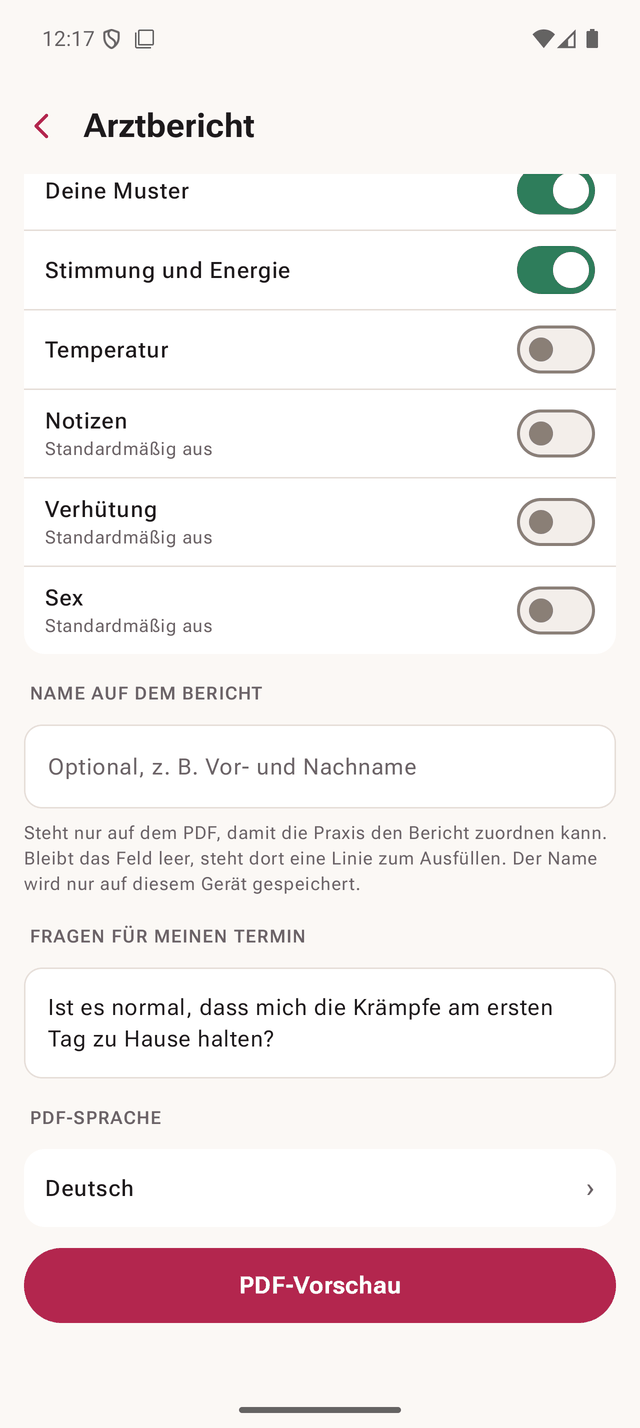 12:17
Arztbericht
Deine Muster
Stimmung und Energie
Temperatur
Notizen
Standardmäßig aus
Verhütung
Standardmäßig aus
Sex
Standardmäßig aus
NAME AUF DEM BERICHT
Optional, z. B. Vor- und Nachname
Steht nur auf dem PDF, damit die Praxis den Bericht zuordnen kann.
Bleibt das Feld leer, steht dort eine Linie zum Ausfüllen. Der Name
wird nur auf diesem Gerät gespeichert.
FRAGEN FÜR MEINEN TERMIN
Ist es normal, dass mich die Krämpfe am ersten
Tag zu Hause halten?
PDF-SPRACHE
Deutsch
PDF-Vorschau